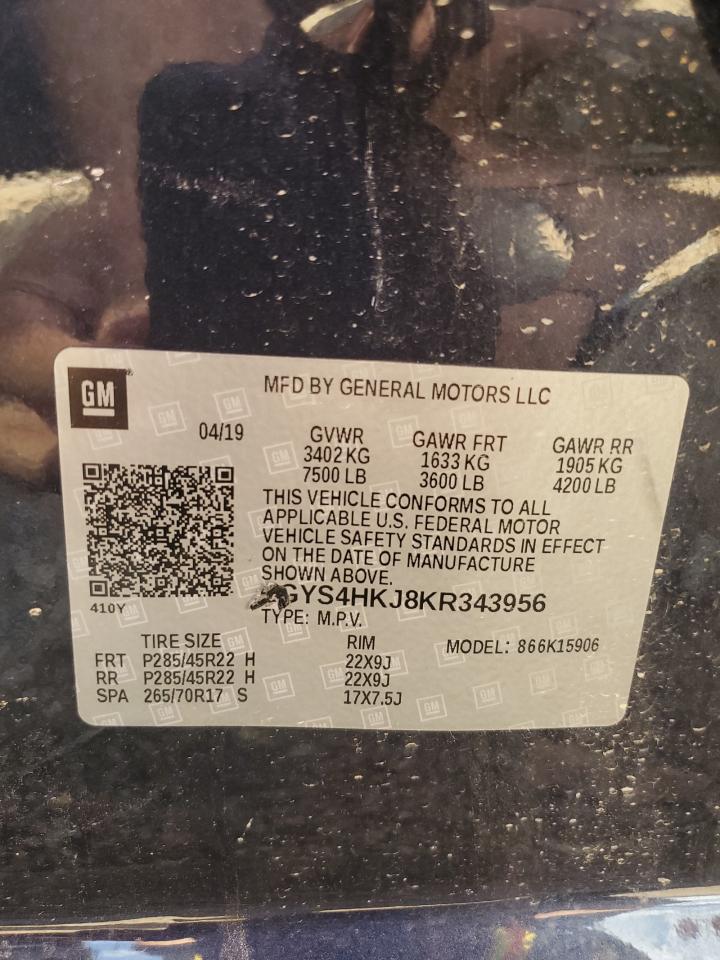 GM
MFD BY GENERAL MOTORS LLC
04/19
GVWR GAWR FRT GAWR RR
3402 KG 1633 KG 1905 KG
7500 LB 3600 LB 4200 LB
THIS VEHICLE CONFORMS TO ALL
APPLICABLE U.S. FEDERAL MOTOR
VEHICLE SAFETY STANDARDS IN EFFECT
ON THE DATE OF MANUFACTURE
SHOWN ABOVE.
410Y
GYS4HKJ8KR343956
TYPE: M.P.V.
TIRE SIZE RIM MODEL: 866K15906
FRT P285/45R22 H 22X9J
RR P285/45R22 H 22X9J
SPA 265/70R17 S 17X7.5J